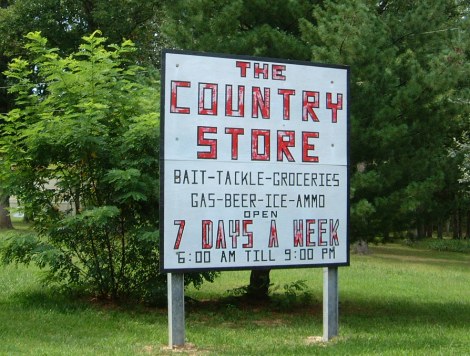 THE
COUNTRY
STORE
BAIT-TACKLE-GROCERIES
GAS-BEER-ICE-AMMO
OPEN
7 DAYS A WEEK
6:00 AM TILL 9:00 PM